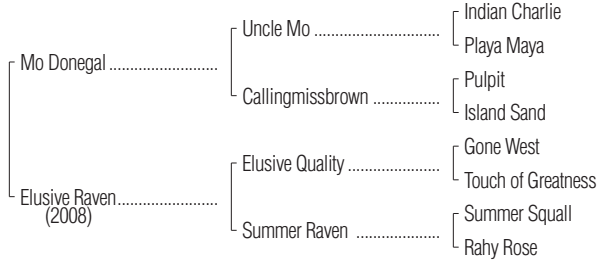 Indian Charlie
Uncle Mo ............................
Playa Maya
Mo Donegal .........................
Pulpit
Callingmissbrown ...............
Island Sand
Gone West
Elusive Quality .....................
Touch of Greatness
Elusive Raven.......................
(2008)
Summer Squall
Summer Raven ...................
Rahy Rose